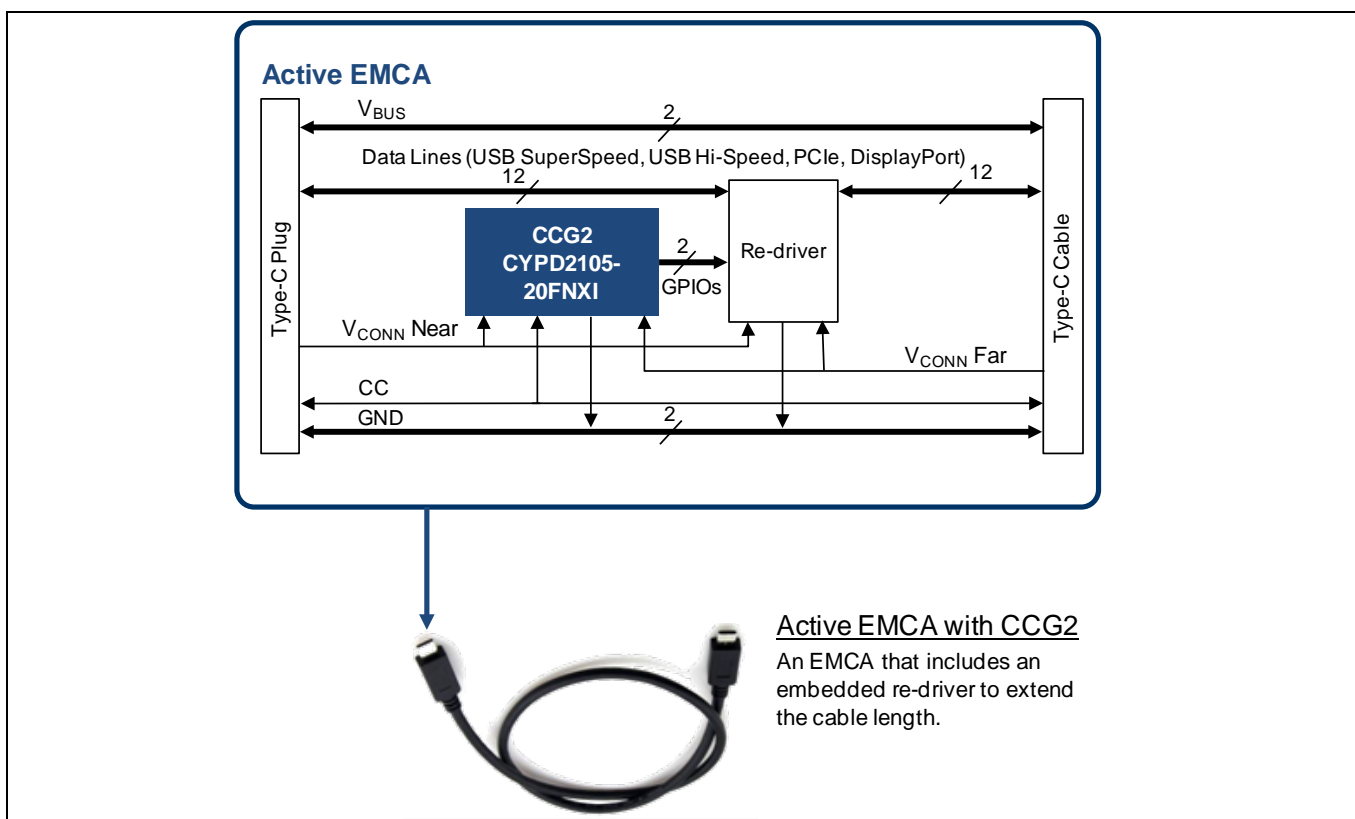 Active EMCA
VBUS
2
Data Lines (USB SuperSpeed, USB Hi-Speed, PCIe, DisplayPort)
12
12
Type-C Plug
CCG2
CYPD2105-
20FNXI
2
GPIOs
Re-driver
Type-C Cable
VCONN Near
VCONN Far
CC
GND
2
Active EMCA with CCG2
An EMCA that includes an
embedded re-driver to extend
the cable length.